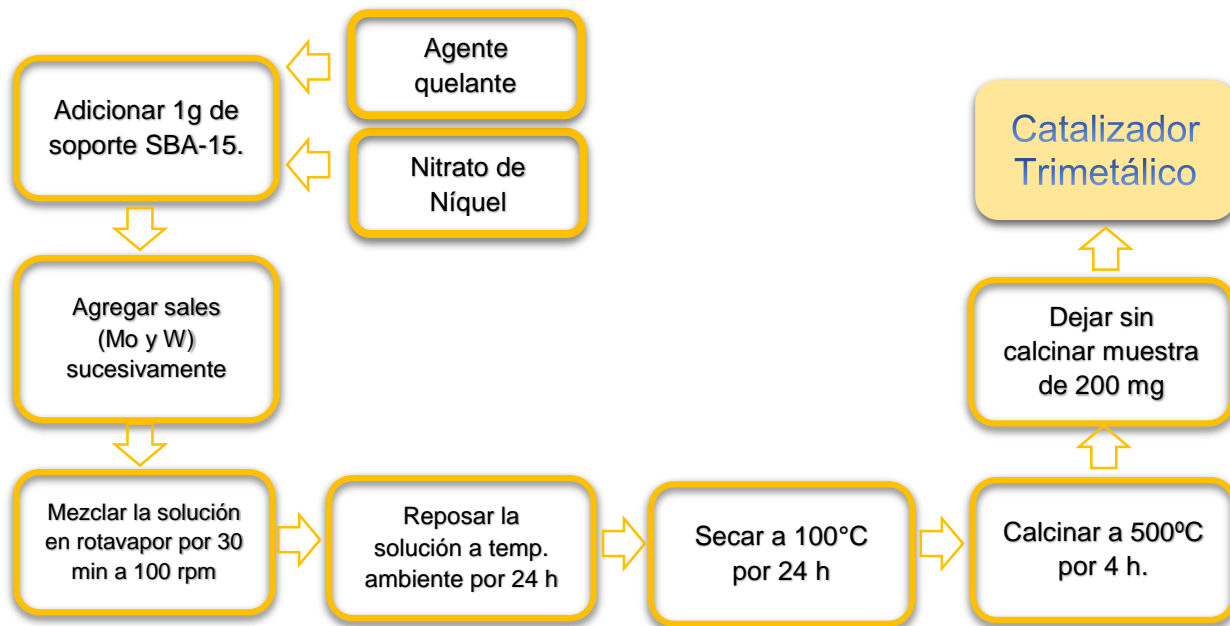 Agente
quelante
Adicionar 1g de
soporte SBA-15.
Nitrato de
Níquel
Agregar sales
(Mo y W)
sucesivamente
Mezclar la solución
en rotavapor por 30
min a 100 rpm
Reposar la
solución a temp.
ambiente por 24 h
Secar a 100°C
por 24 h
Calcinar a 500ºC
por 4 h.
Dejar sin
calcinar muestra
de 200 mg
Catalizador
Trimetálico